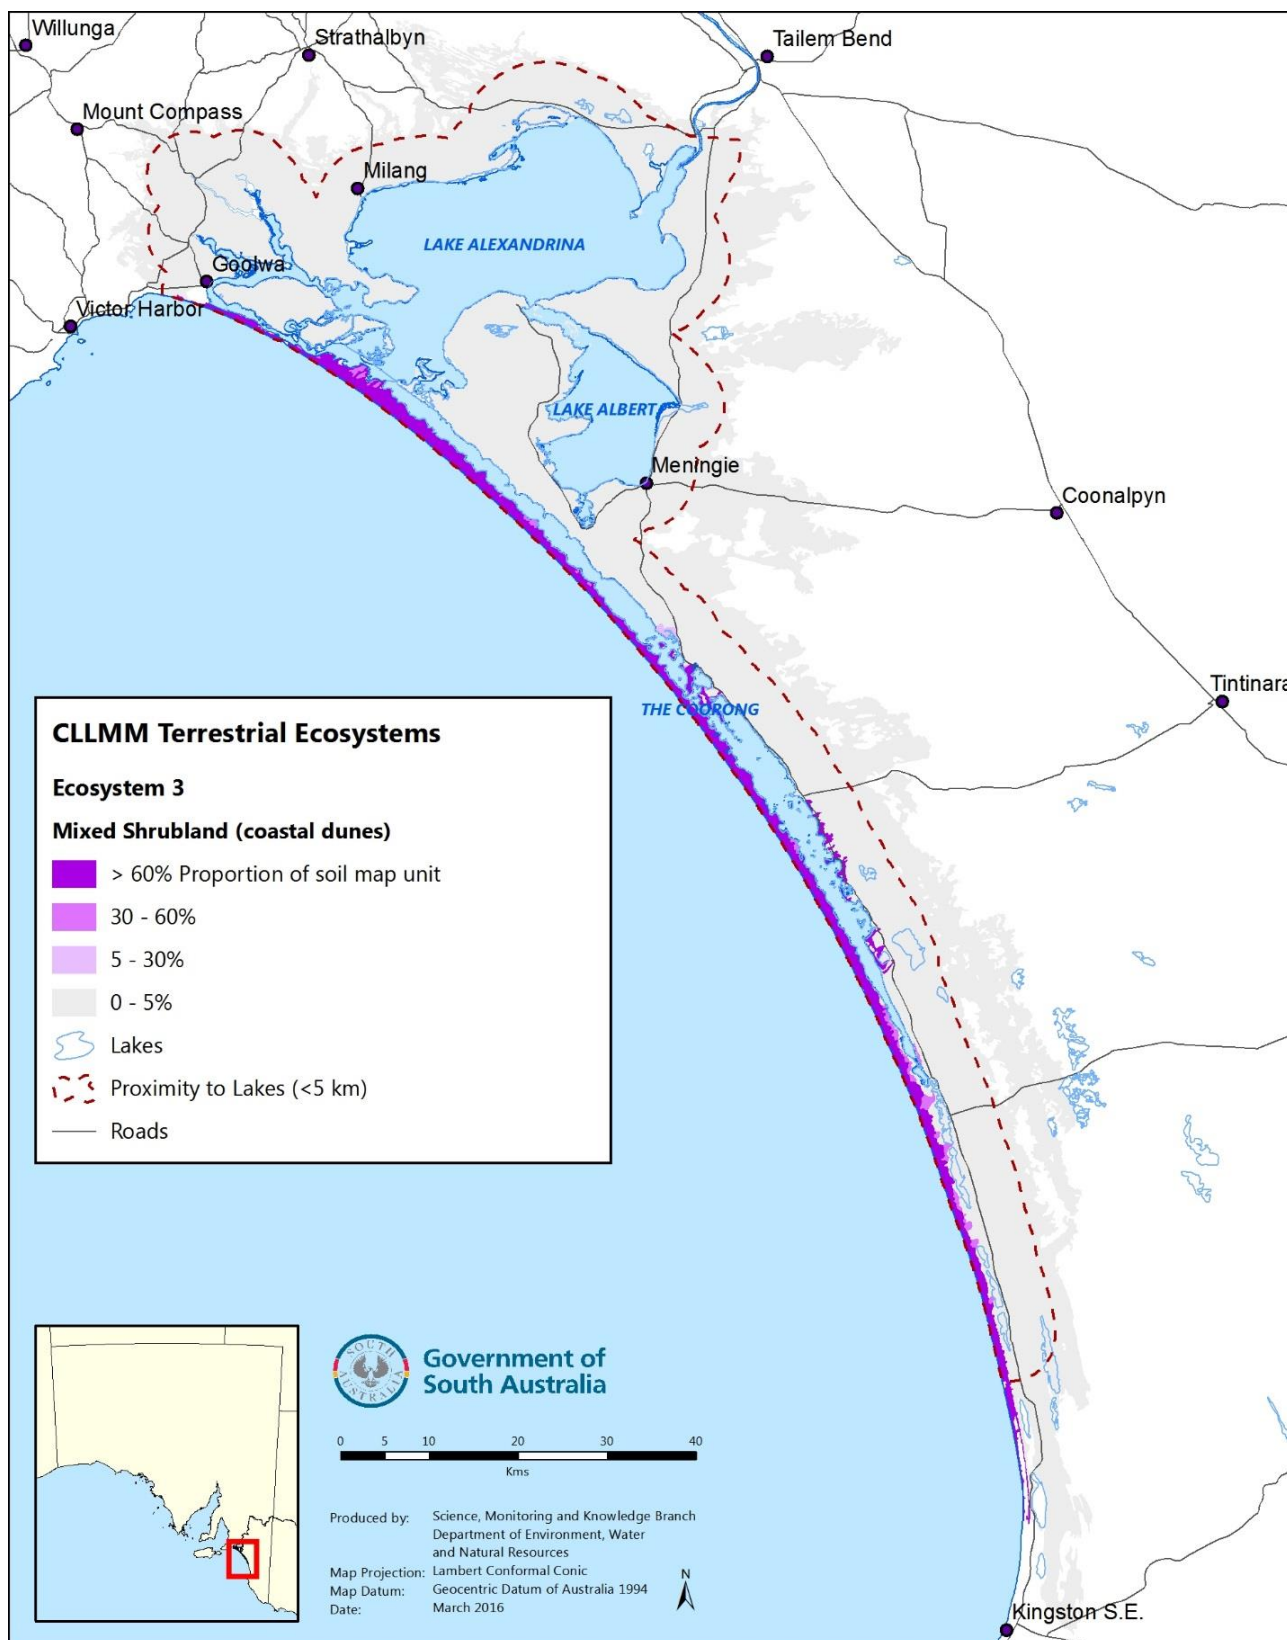 Willunga
Strathalbyn
Tailem Bend
Mount Compass
Milang
LAKE ALEXANDRINA
Goolwa
Victor Harbor
LAKE ALBERT
Meningie
Coonalpyn
Tintinara
THE COORONG
CLLMM Terrestrial Ecosystems
Ecosystem 3
Mixed Shrubland (coastal dunes)
> 60% Proportion of soil map unit
30 - 60%
5 - 30%
0 - 5%
Lakes
Proximity to Lakes (<5 km)
Roads
SOUTH AUSTRALIA
Government of
South Australia
0 5 10 20 30 40
Kms
Produced by: Science, Monitoring and Knowledge Branch
Department of Environment, Water
and Natural Resources
Map Projection: Lambert Conformal Conic
Map Datum: Geocentric Datum of Australia 1994
Date: March 2016
N
Kingston S.E.